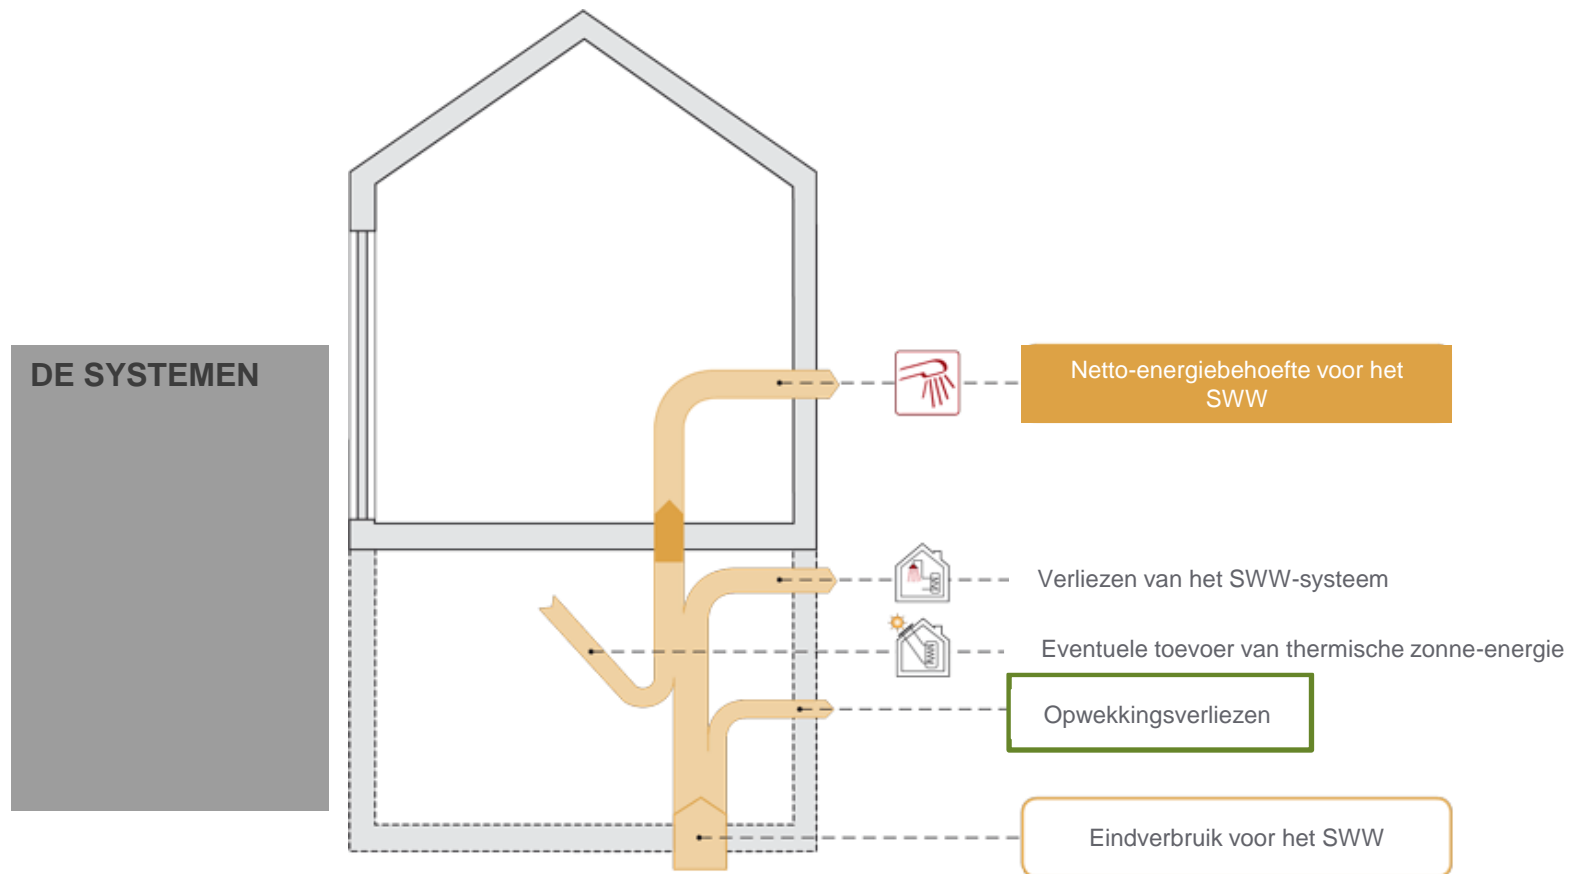 DE SYSTEMEN
Netto-energiebehoefte voor het
SWW
Verliezen van het SWW-systeem
Eventuele toevoer van thermische zonne-energie
Opwekkingsverliezen
Eindverbruik voor het SWW